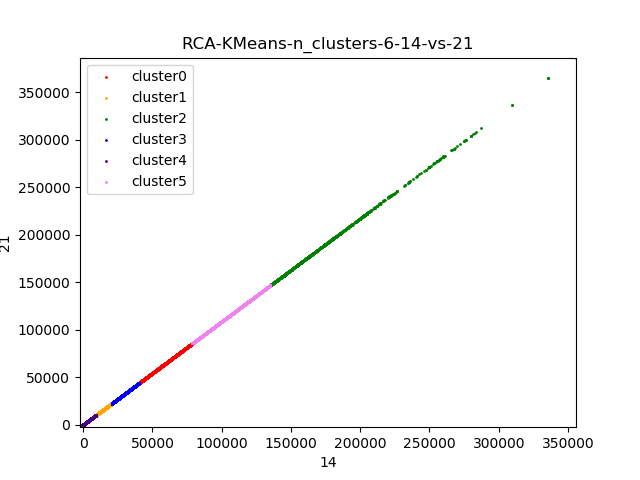 RCA-KMeans-n_clusters-6-14-vs-21
cluster0
cluster1
cluster2
cluster3
cluster4
cluster5
350000
300000
250000
200000
150000
100000
50000
0
21
0 50000 100000 150000 200000 250000 300000 350000
14